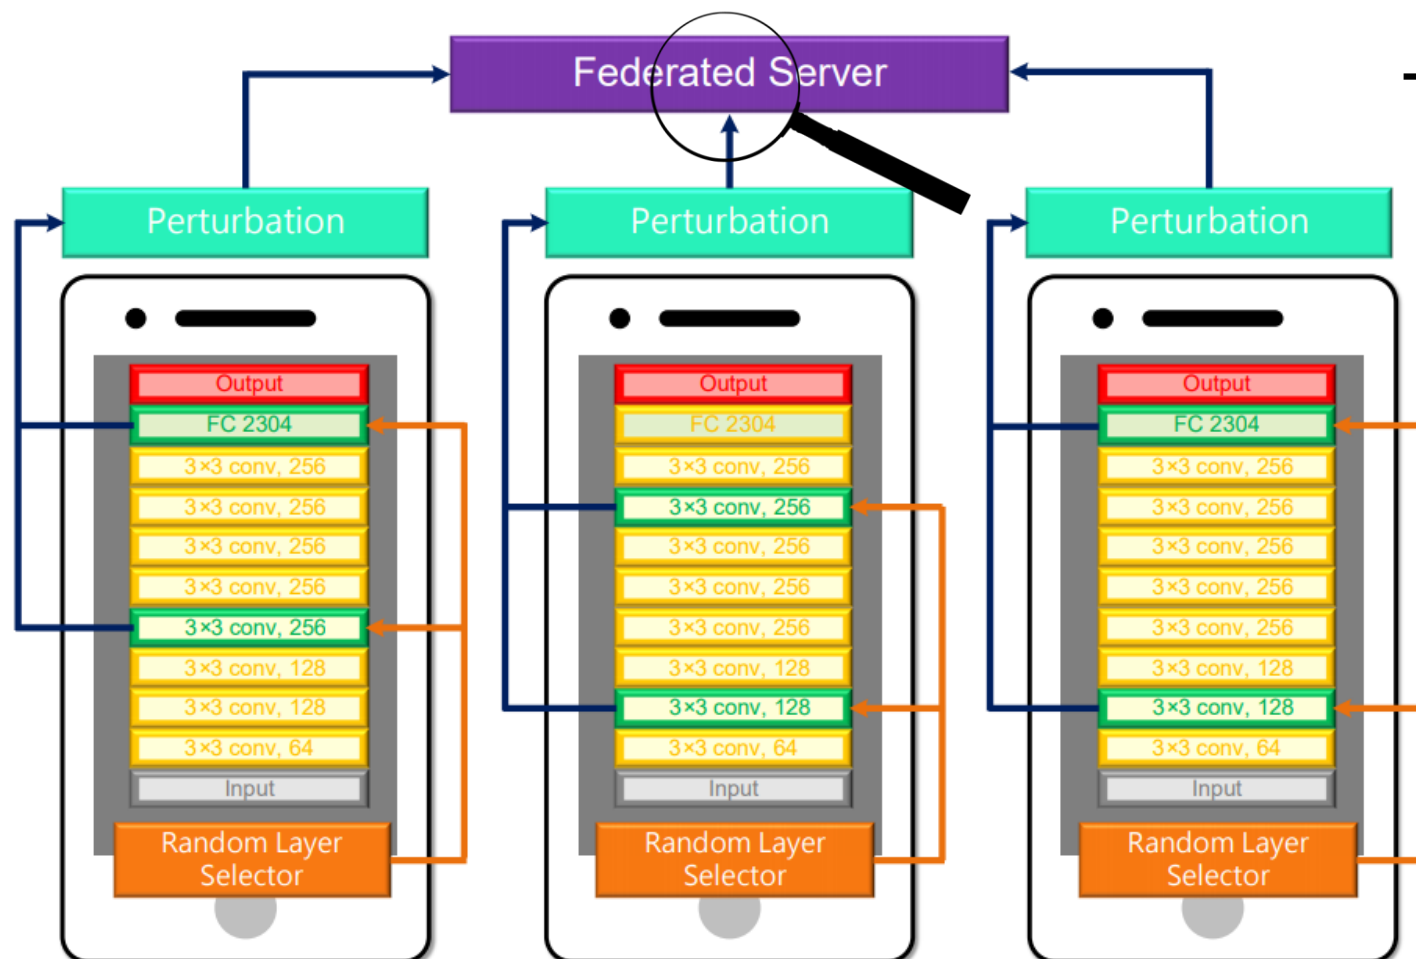 Federated Server
Perturbation
Perturbation
Perturbation
Output
FC 2304
3×3 conv, 256
3×3 conv, 256
3×3 conv, 256
3×3 conv, 256
3×3 conv, 256
3×3 conv, 128
3×3 conv, 128
3×3 conv, 64
Input
Random Layer
Selector
Output
FC 2304
3×3 conv, 256
3×3 conv, 256
3×3 conv, 256
3×3 conv, 256
3×3 conv, 256
3×3 conv, 128
3×3 conv, 128
3×3 conv, 64
Input
Random Layer
Selector
Output
FC 2304
3×3 conv, 256
3×3 conv, 256
3×3 conv, 256
3×3 conv, 256
3×3 conv, 256
3×3 conv, 128
3×3 conv, 128
3×3 conv, 64
Input
Random Layer
Selector